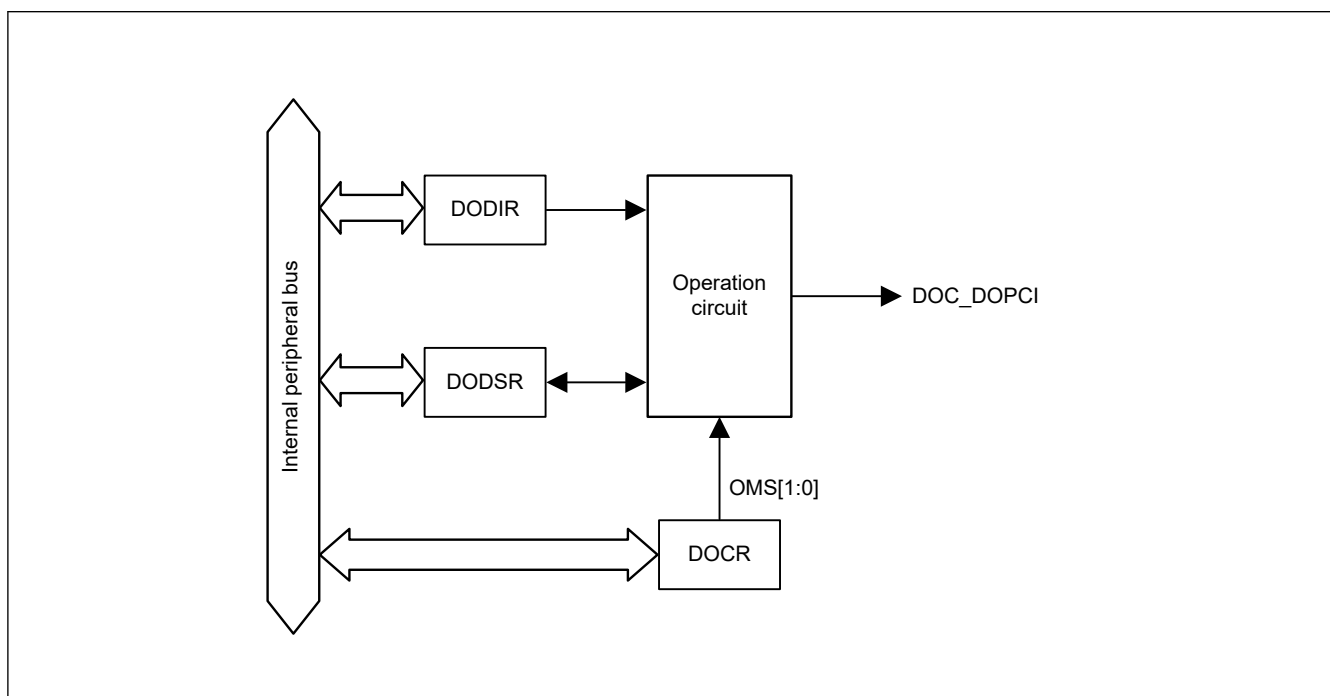 Internal peripheral bus
DODIR
Operation
circuit
DOC_DOPCI
DODSR
OMS[1:0]
DOCR